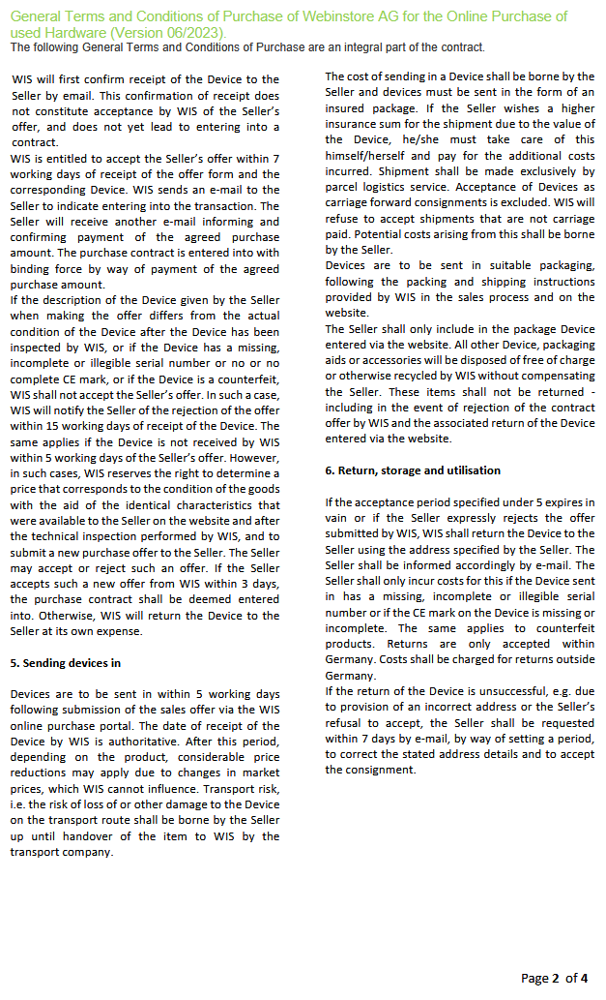 General Terms and Conditions of Purchase of Webinstore AG for the Online Purchase of
used Hardware (Version 06/2023).
The following General Terms and Conditions of Purchase are an integral part of the contract.
WIS will first confirm receipt of the Device to the
Seller by email. This confirmation of receipt does
not constitute acceptance by WIS of the Seller's
offer, and does not yet lead to entering into a
contract.
WIS is entitled to accept the Seller's offer within 7
working days of receipt of the offer form and the
corresponding Device. WIS sends an e-mail to the
Seller to indicate entering into the transaction. The
Seller will receive another e-mail informing and
confirming payment of the agreed purchase
amount. The purchase contract is entered into with
binding force by way of payment of the agreed
purchase amount.
If the description of the Device given by the Seller
when making the offer differs from the actual
condition of the Device after the Device has been
inspected by WIS, or if the Device has a missing,
incomplete or illegible serial number or no or no
complete CE mark, or if the Device is a counterfeit,
WIS shall not accept the Seller's offer. In such a case,
WIS will notify the Seller of the rejection of the offer
within 15 working days of receipt of the Device. The
same applies if the Device is not received by WIS
within 5 working days of the Seller's offer. However,
in such cases, WIS reserves the right to determine a
price that corresponds to the condition of the goods
with the aid of the identical characteristics that
were available to the Seller on the website and after
the technical inspection performed by WIS, and to
submit a new purchase offer to the Seller. The Seller
may accept or reject such an offer. If the Seller
accepts such a new offer from WIS within 3 days,
the purchase contract shall be deemed entered
into. Otherwise, WIS will return the Device to the
Seller at its own expense.
5. Sending devices in
Devices are to be sent in within 5 working days
following submission of the sales offer via the WIS
online purchase portal. The date of receipt of the
Device by WIS is authoritative. After this period,
depending on the product, considerable price
reductions may apply due to changes in market
prices, which WIS cannot influence. Transport risk,
i.e. the risk of loss of or other damage to the Device
on the transport route shall be borne by the Seller
up until handover of the item to WIS by the
transport company.
The cost of sending in a Device shall be borne by the
Seller and devices must be sent in the form of an
insured package. If the Seller wishes a higher
insurance sum for the shipment due to the value of
the Device, he/she must take care of this
himself/herself and pay for the additional costs
incurred. Shipment shall be made exclusively by
parcel logistics service. Acceptance of Devices as
carriage forward consignments is excluded. WIS will
refuse to accept shipments that are not carriage
paid. Potential costs arising from this shall be borne
by the Seller.
Devices are to be sent in suitable packaging,
following the packing and shipping instructions
provided by WIS in the sales process and on the
website.
The Seller shall only include in the package Device
entered via the website. All other Device, packaging
aids or accessories will be disposed of free of charge
or otherwise recycled by WIS without compensating
the Seller. These items shall not be returned -
including in the event of rejection of the contract
offer by WIS and the associated return of the Device
entered via the website.
6. Return, storage and utilisation
If the acceptance period specified under 5 expires in
vain or if the Seller expressly rejects the offer
submitted by WIS, WIS shall return the Device to the
Seller using the address specified by the Seller. The
Seller shall be informed accordingly by e-mail. The
Seller shall only incur costs for this if the Device sent
in has a missing, incomplete or illegible serial
number or if the CE mark on the Device is missing or
incomplete. The same applies to counterfeit
products. Returns are only accepted within
Germany. Costs shall be charged for returns outside
Germany.
If the return of the Device is unsuccessful, e.g. due
to provision of an incorrect address or the Seller's
refusal to accept, the Seller shall be requested
within 7 days by e-mail, by way of setting a period,
to correct the stated address details and to accept
the consignment.
Page 2 of 4